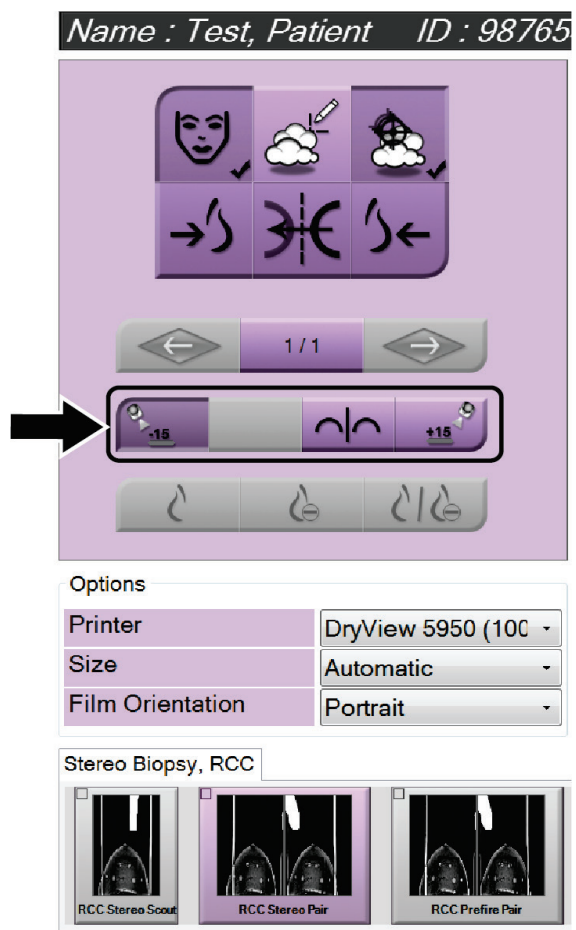 Name : Test, Patient ID : 98765
1 / 1
-15 +15
Options
Printer DryView 5950 (100
Size Automatic
Film Orientation Portrait
Stereo Biopsy, RCC
RCC Stereo Scout RCC Stereo Pair RCC Prefire Pair